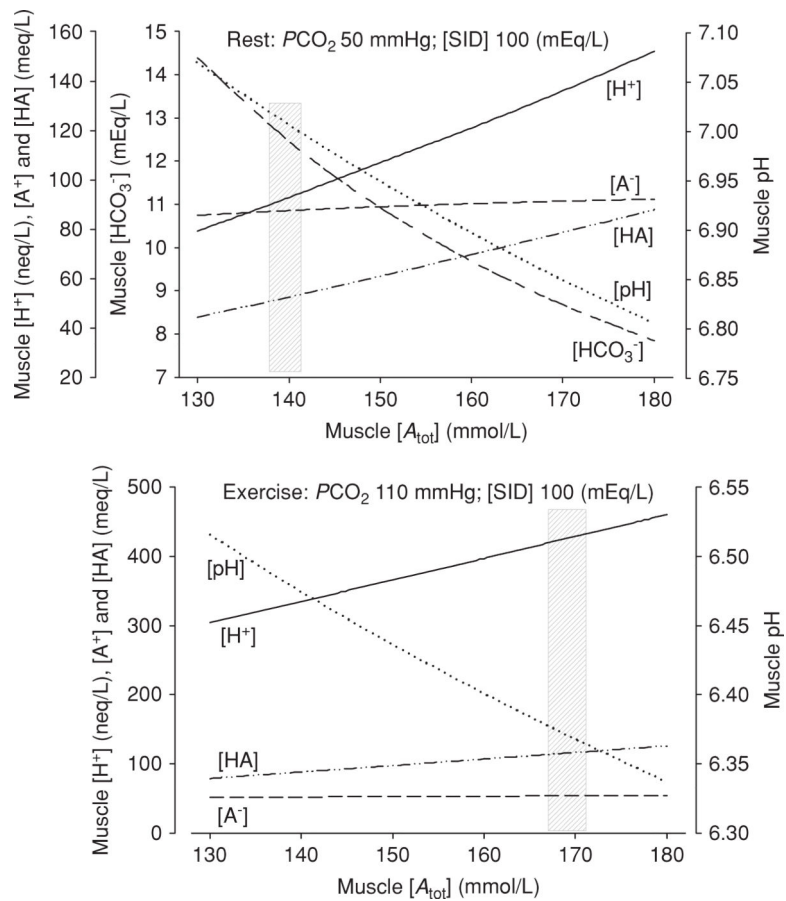 Rest: PCO₂ 50 mmHg; [SID] 100 (mEq/L)
Muscle [H⁺] (neq/L), [A⁺] and [HA] (meq/L)
160
140
120
100
80
60
40
20
Muscle [HCO₃⁻] (mEq/L)
15
14
13
12
11
10
9
8
7
[H⁺]
[A⁻]
[HA]
[pH]
[HCO₃⁻]
7.10
7.05
7.00
6.95
6.90
6.85
6.80
6.75
Muscle pH
130 140 150 160 170 180
Muscle [A_tot] (mmol/L)
Exercise: PCO₂ 110 mmHg; [SID] 100 (mEq/L)
Muscle [H⁺] (neq/L), [A⁺] and [HA] (meq/L)
500
400
300
200
100
0
[pH]
[H⁺]
[HA]
[A⁻]
6.55
6.50
6.45
6.40
6.35
6.30
Muscle pH
130 140 150 160 170 180
Muscle [A_tot] (mmol/L)